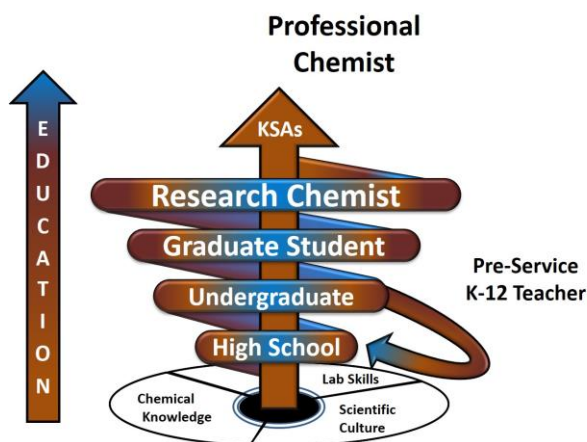 Professional
Chemist
EDUCATION
KSAs
Research Chemist
Graduate Student
Undergraduate
High School
Pre-Service
K-12 Teacher
Lab Skills
Chemical
Knowledge
Scientific
Culture